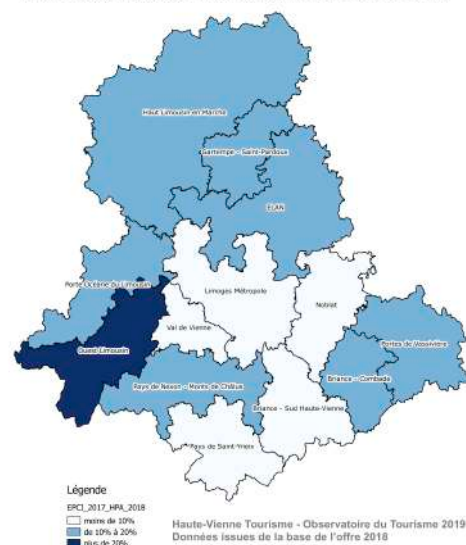 Haut Limousin en Marche
Gartempe - Saint-Pardoux
ELAN
Porte Océane du Limousin
Limoges Métropole
Noblat
Val de Vienne
Ouest Limousin
Portes de Vassivière
Pays de Nexon - Monts de Châlus
Briance - Combade
Briance - Sud Haute-Vienne
Pays de Saint-Yrieix
Légende
EPCI_2017_HPA_2018
moins de 10%
de 10% à 20%
plus de 20%
Haute-Vienne Tourisme - Observatoire du Tourisme 2019
Données issues de la base de l'offre 2018